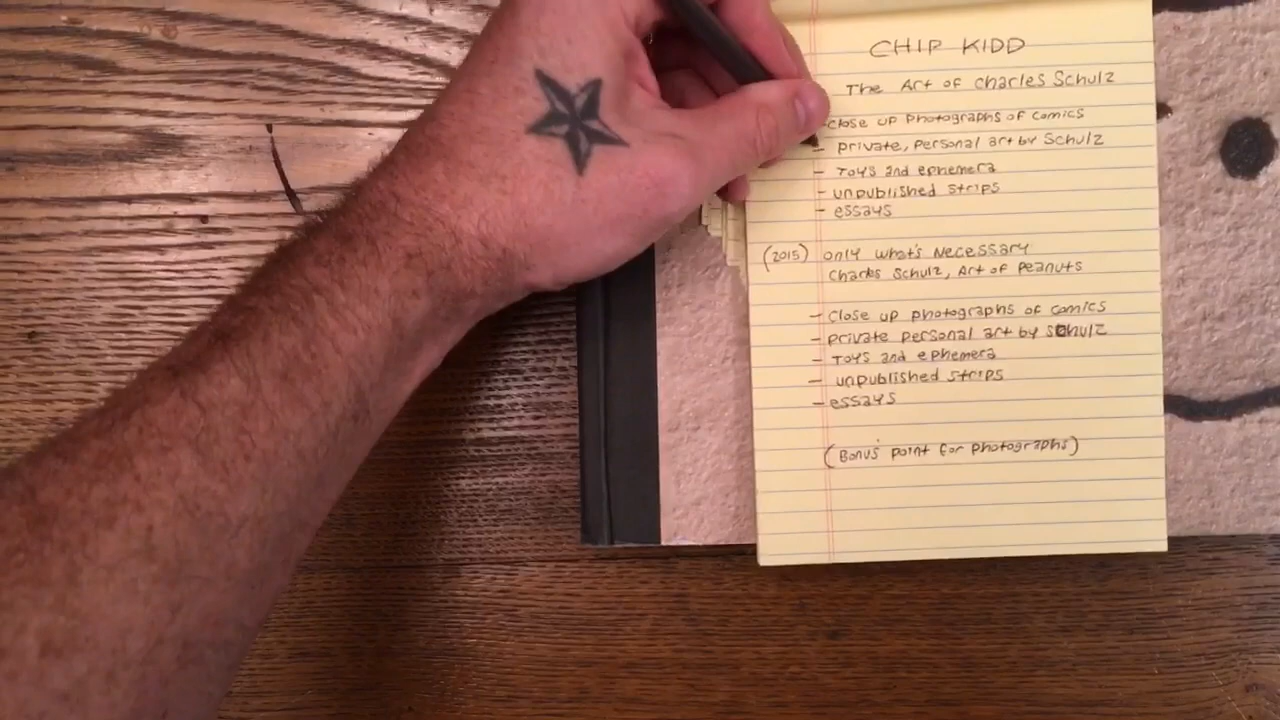 CHIP KIDD
The Art of Charles Schulz
close up photographs of comics
- private, personal art by Schulz
- Toys and ephemera
- unpublished strips
- essays
(2015) only what's Necessary
Charles Schulz, Art of Peanuts
- close up photographs of comics
- private personal art by Schulz
- Toys and ephemera
- unpublished strips
- essays
(Bonus point for photographs)